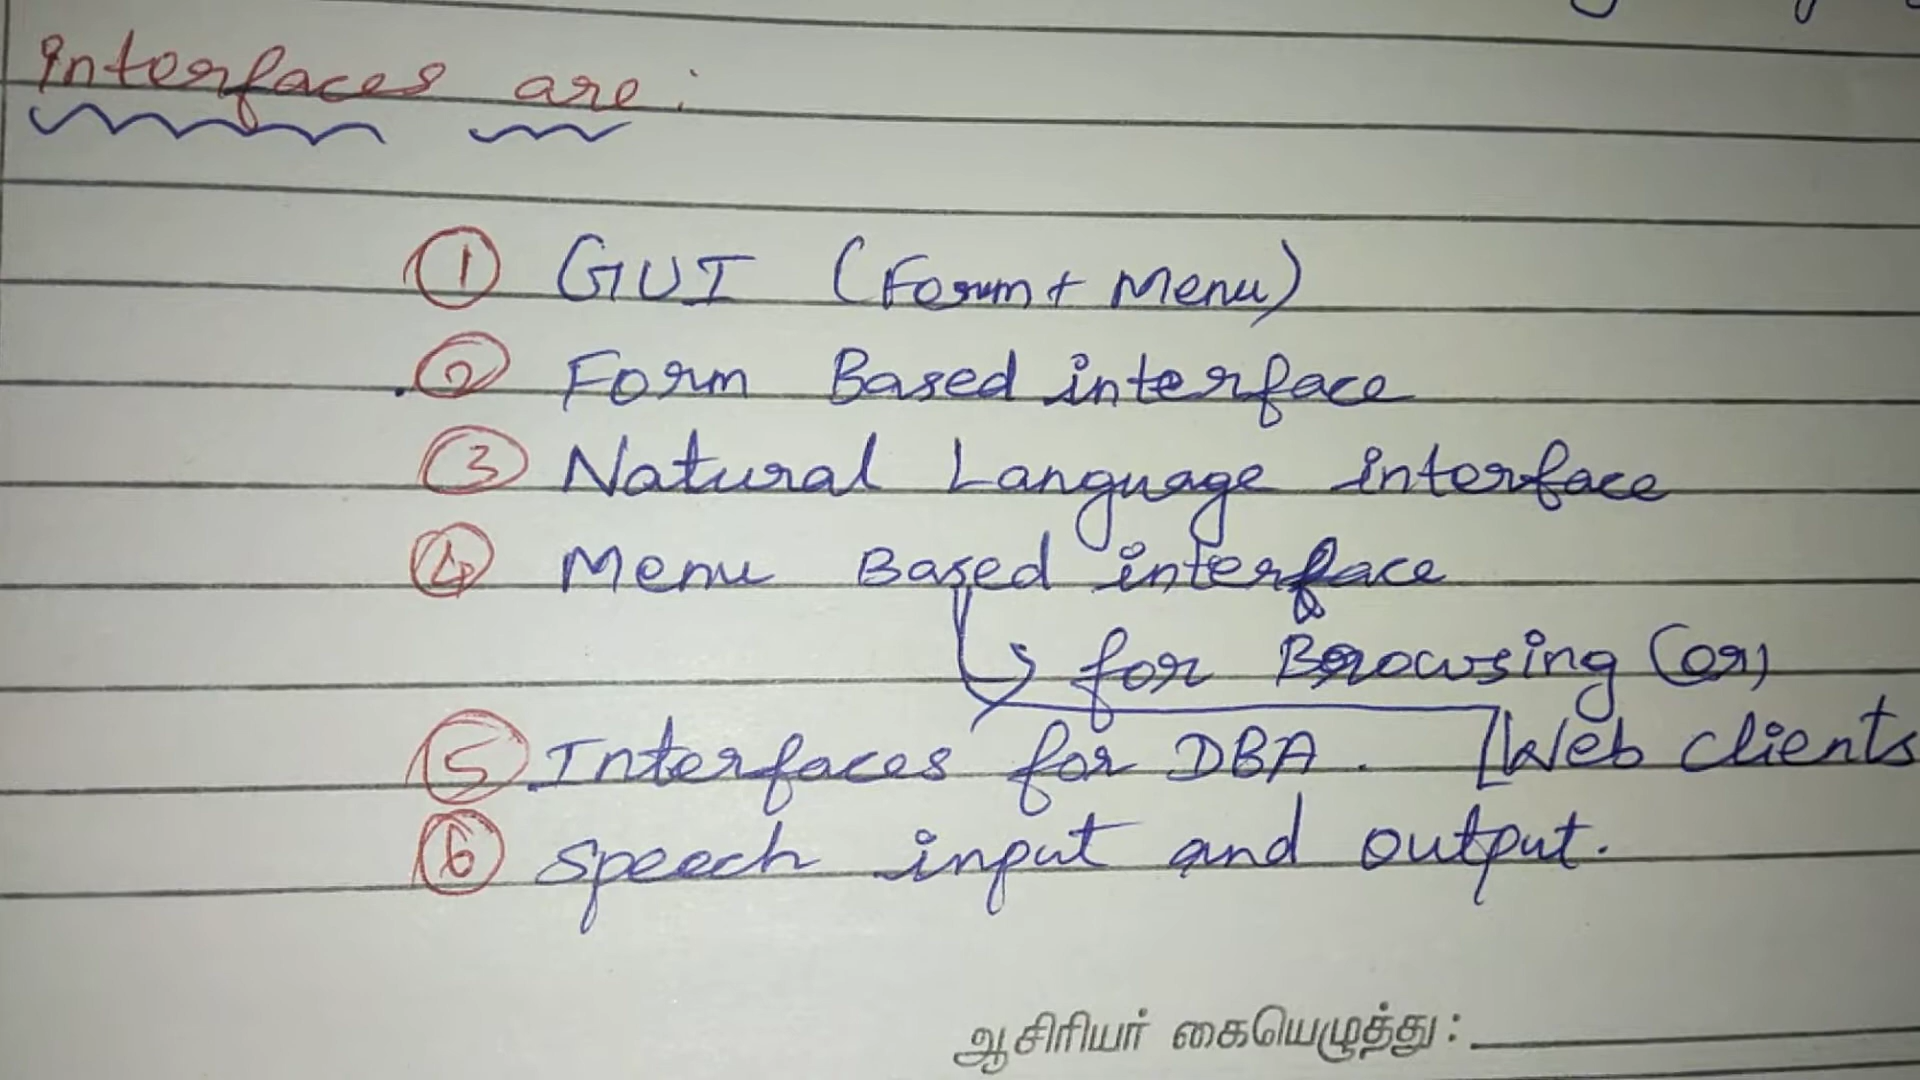 Interfaces are:
① GUI (Form + Menu)
② Form Based interface
③ Natural Language interface
④ Menu Based interface
for Browsing (or)
⑤ Interfaces for DBA. [Web clients
⑥ speech input and output.
ஆசிரியர் கையெழுத்து: